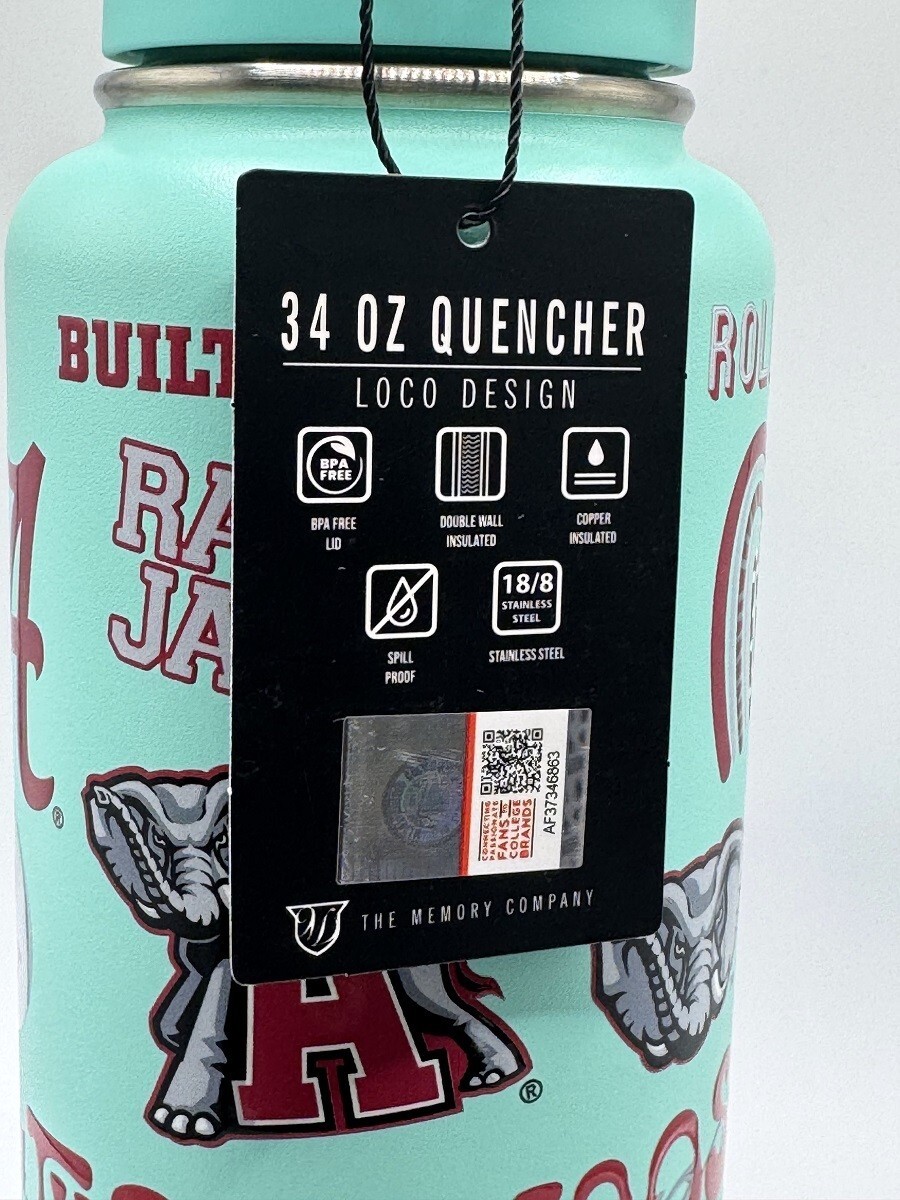 34 OZ QUENCHER
LOCO DESIGN
BPA
FREE
BPA FREE
LID
DOUBLE WALL
INSULATED
COPPER
INSULATED
SPILL
PROOF
18/8
STAINLESS
STEEL
STAINLESS STEEL
CONNECTING
PASSIONATE
FANS TO
COLLEGE
BRANDS
AF37346863
THE MEMORY COMPANY
BUILT
ROL
RA
JA
A
®
A
®